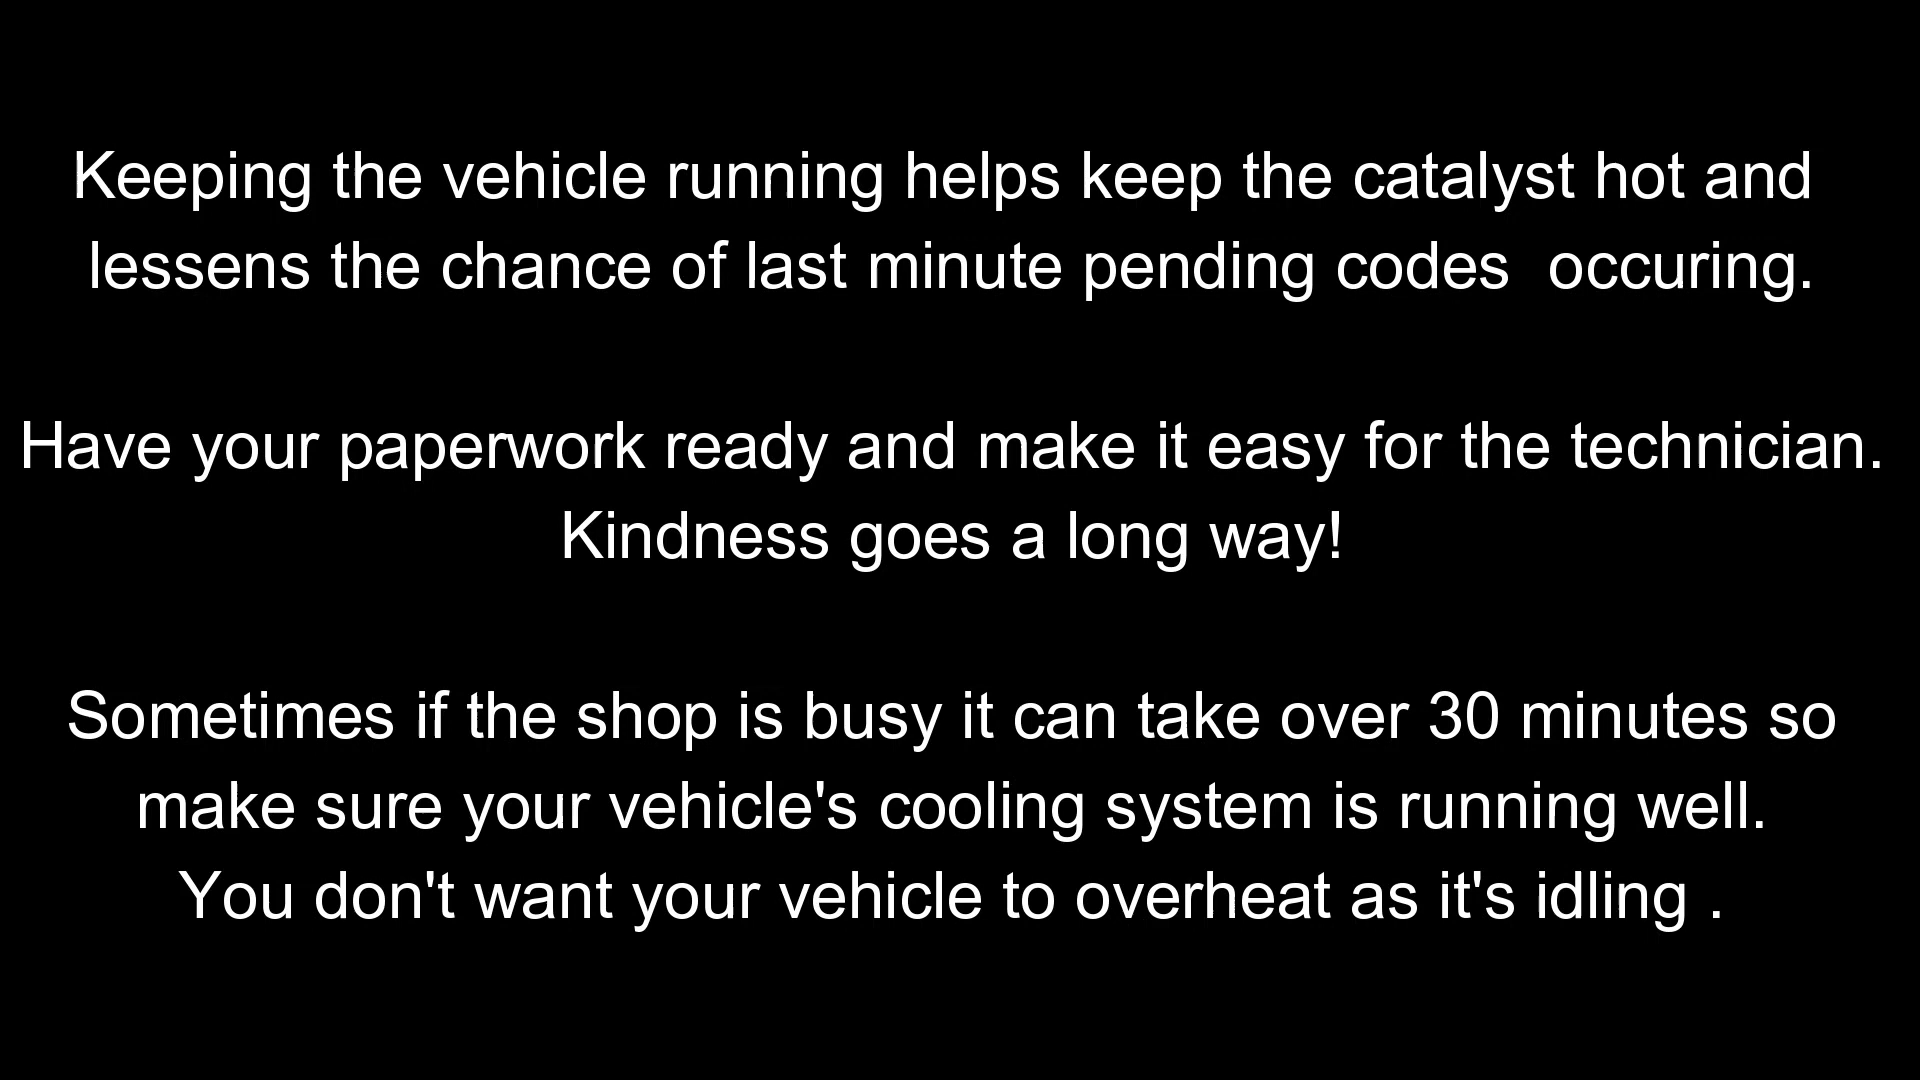 Keeping the vehicle running helps keep the catalyst hot and
lessens the chance of last minute pending codes  occuring.
Have your paperwork ready and make it easy for the technician.
Kindness goes a long way!
Sometimes if the shop is busy it can take over 30 minutes so
make sure your vehicle's cooling system is running well.
You don't want your vehicle to overheat as it's idling .